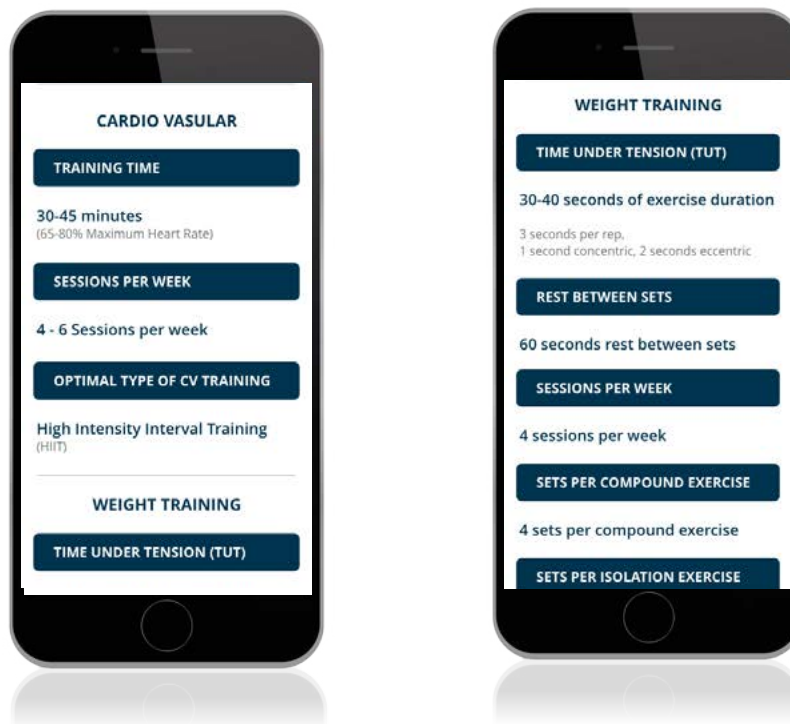 CARDIO VASULAR
TRAINING TIME
30-45 minutes
(65-80% Maximum Heart Rate)
SESSIONS PER WEEK
4 - 6 Sessions per week
OPTIMAL TYPE OF CV TRAINING
High Intensity Interval Training
(HIIT)
WEIGHT TRAINING
TIME UNDER TENSION (TUT)
WEIGHT TRAINING
TIME UNDER TENSION (TUT)
30-40 seconds of exercise duration
3 seconds per rep,
1 second concentric, 2 seconds eccentric
REST BETWEEN SETS
60 seconds rest between sets
SESSIONS PER WEEK
4 sessions per week
SETS PER COMPOUND EXERCISE
4 sets per compound exercise
SETS PER ISOLATION EXERCISE